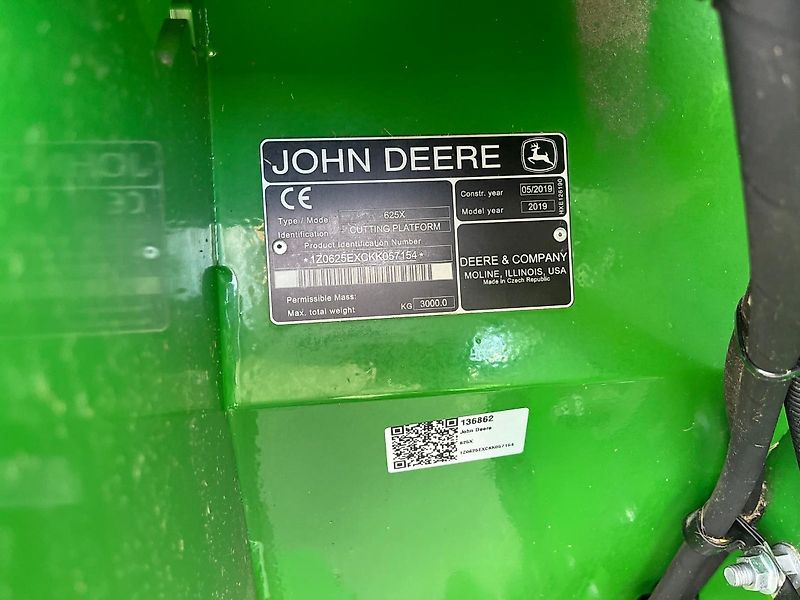 JOHN DEERE
CE
Type / Model 625X
Identification CUTTING PLATFORM
Product Identification Number
*1Z0625EXCKK057154*
Permissible Mass:
Max. total weight KG 3000.0
Constr. year 05/2019
Model year 2019
HXE126190
DEERE & COMPANY
MOLINE, ILLINOIS, USA
Made in Czech Republic
136862
John Deere
625X
1Z0625EXCKK057154